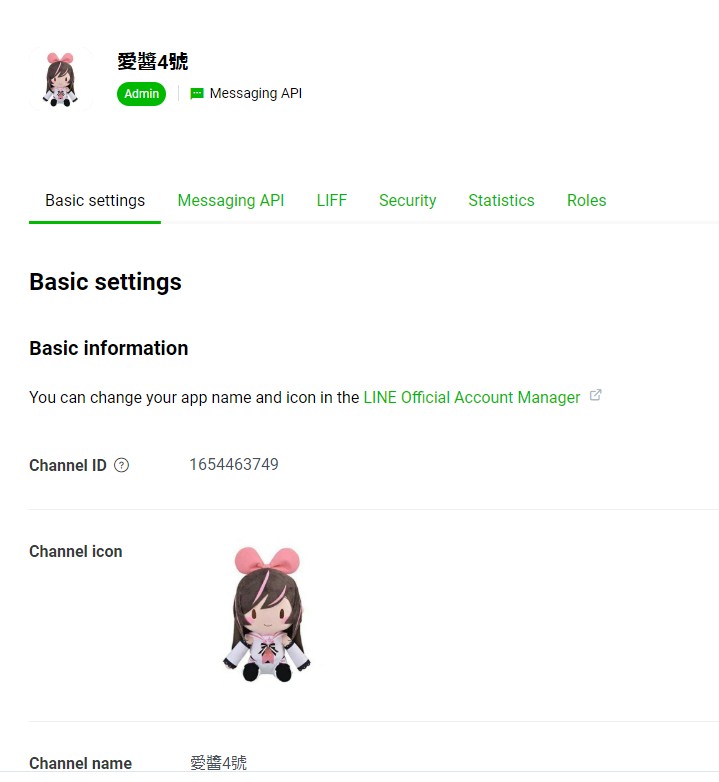 愛醬4號
Admin
Messaging API
Basic settings Messaging API LIFF Security Statistics Roles
Basic settings
Basic information
You can change your app name and icon in the LINE Official Account Manager
Channel ID ? 1654463749
Channel icon
Channel name 愛醬4號